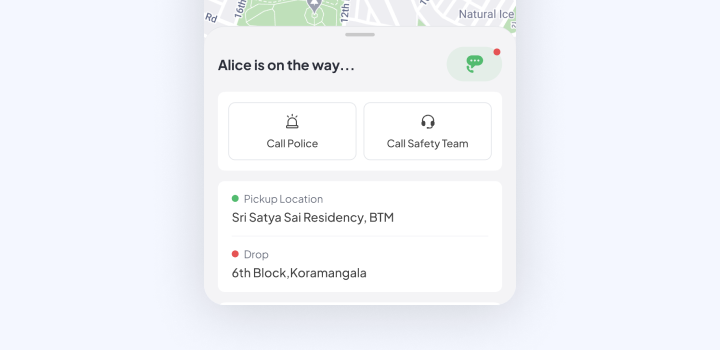 Rd
16th
12th
Natural Ice
Alice is on the way...
Call Police
Call Safety Team
Pickup Location
Sri Satya Sai Residency, BTM
Drop
6th Block,Koramangala